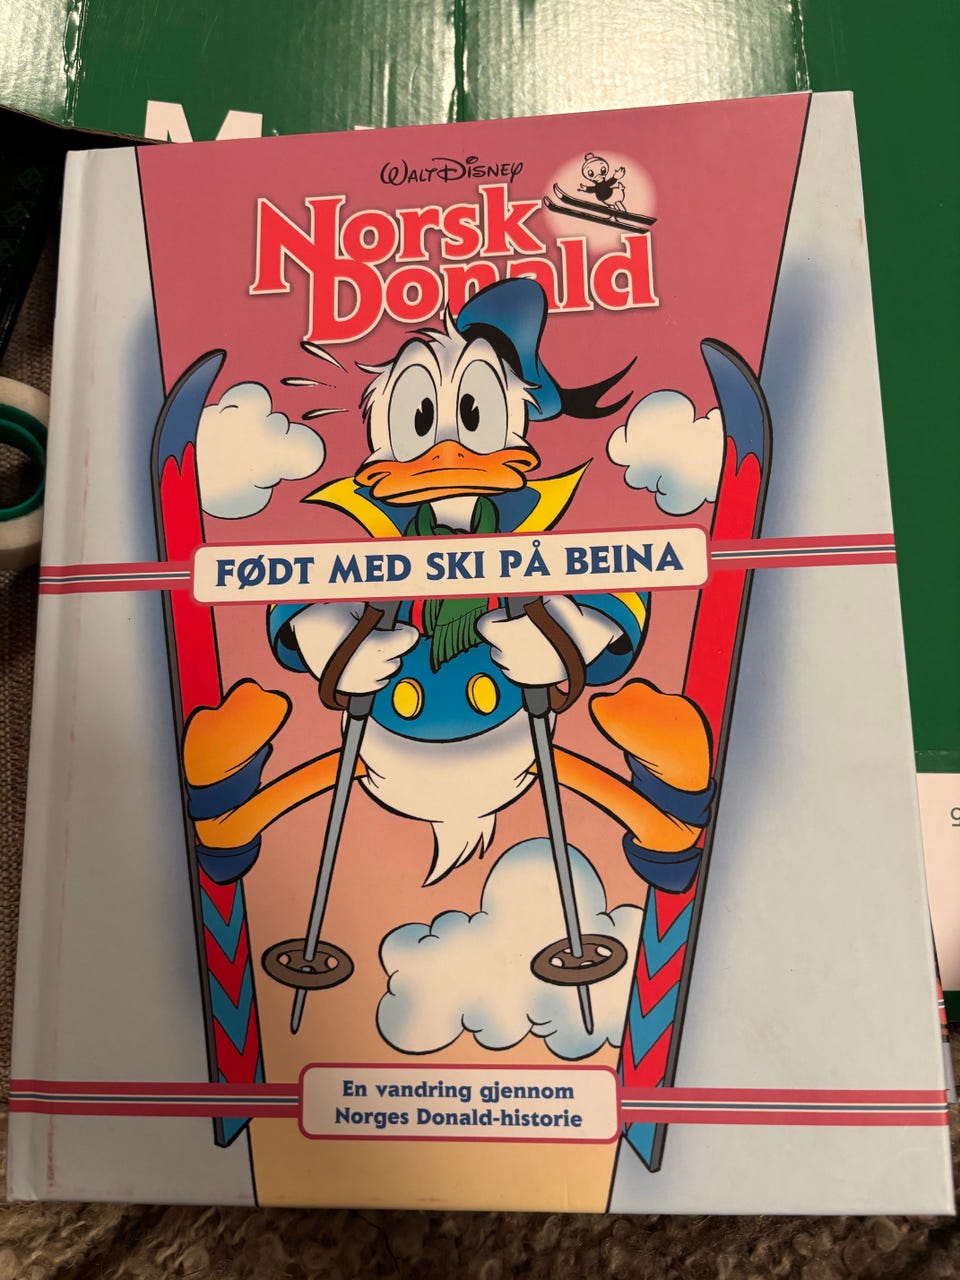 WALT DISNEY
NORSK
DONALD
FØDT MED SKI PÅ BEINA
En vandring gjennom
Norges Donald-historie